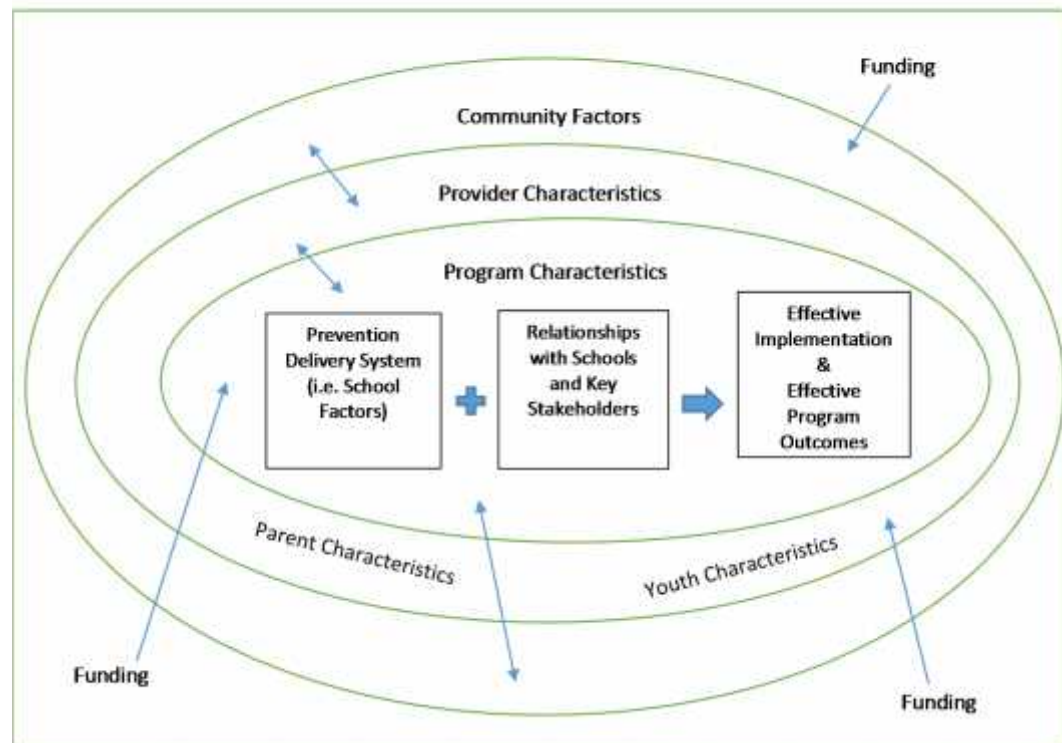 Funding
Community Factors
Provider Characteristics
Program Characteristics
Prevention
Delivery System
(i.e. School
Factors)
Relationships
with Schools
and Key
Stakeholders
Effective
Implementation
&
Effective
Program
Outcomes
Parent Characteristics
Youth Characteristics
Funding
Funding